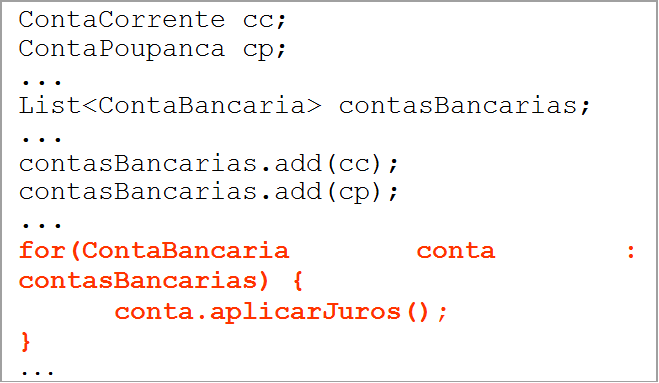 ContaCorrente cc;
ContaPoupanca cp;
...
List<ContaBancaria> contasBancarias;
...
contasBancarias.add(cc);
contasBancarias.add(cp);
...
for(ContaBancaria conta :
contasBancarias) {
conta.aplicarJuros();
}
...